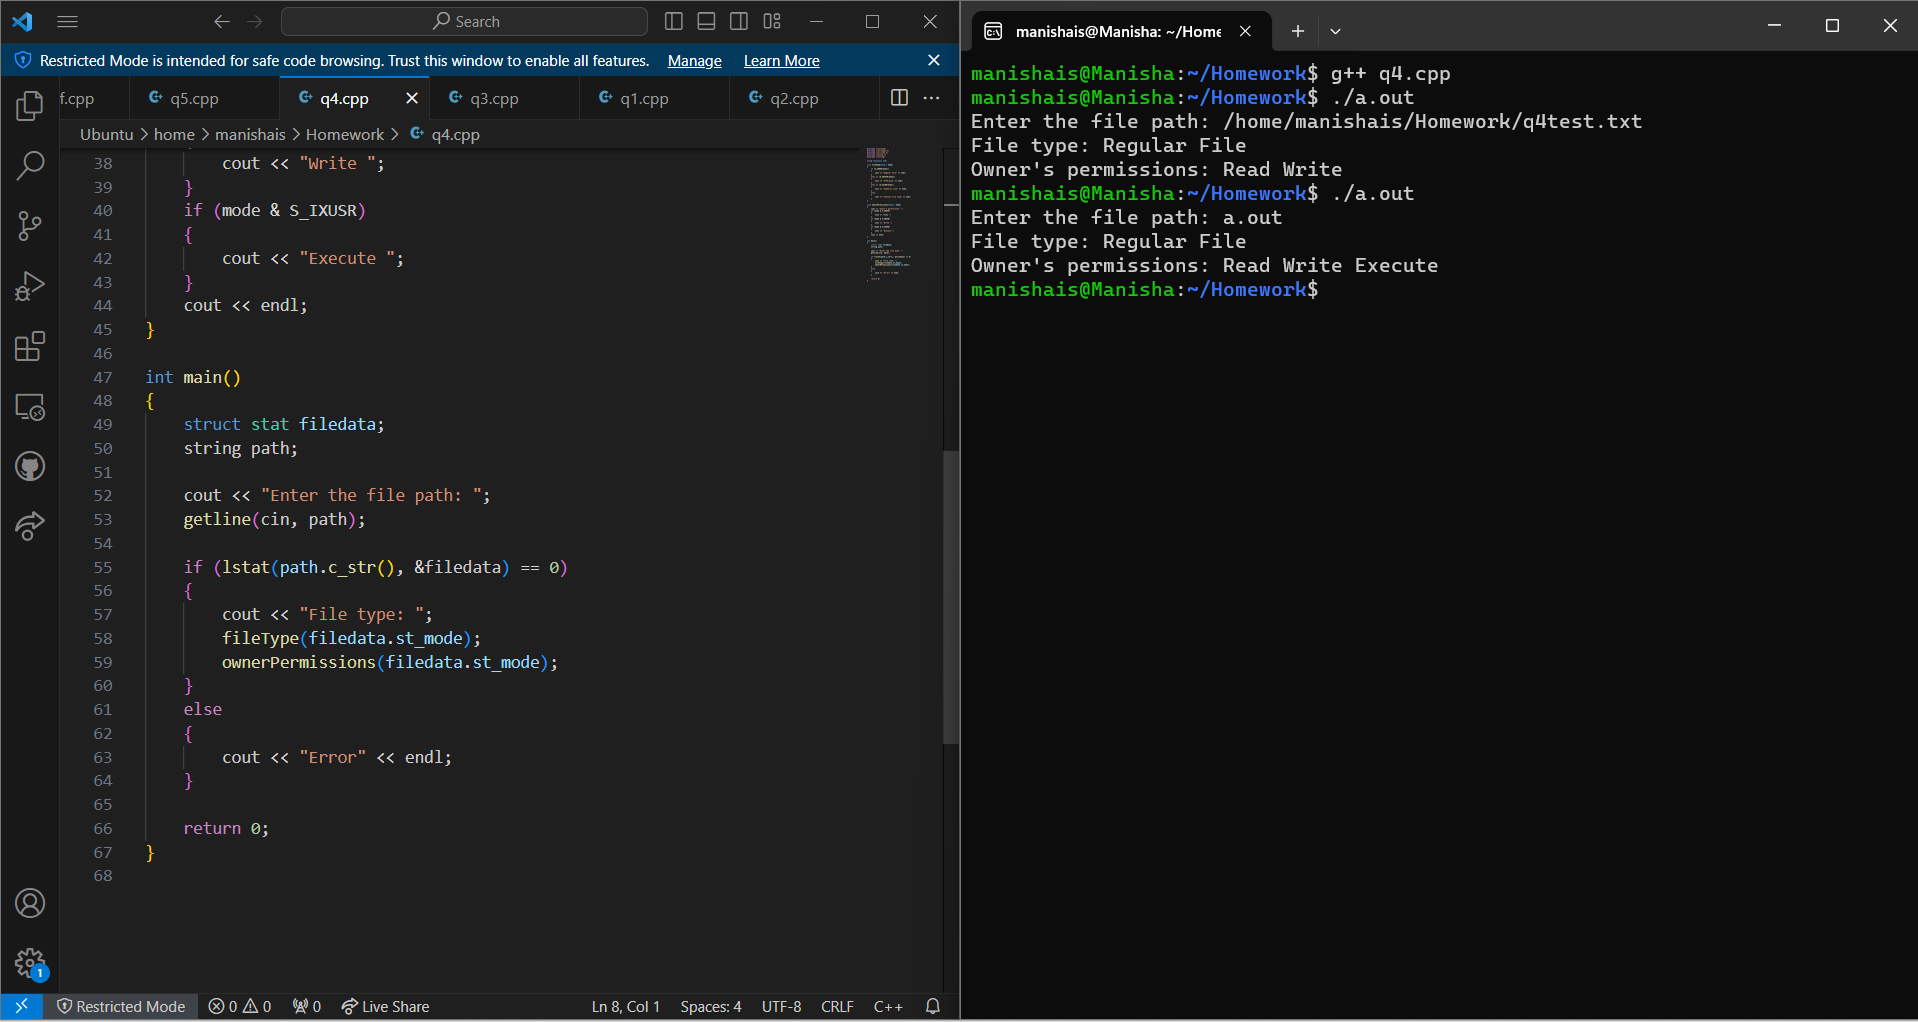 Search
Restricted Mode is intended for safe code browsing. Trust this window to enable all features. Manage Learn More
f.cpp q5.cpp q4.cpp q3.cpp q1.cpp q2.cpp
Ubuntu > home > manishais > Homework > q4.cpp
38 cout << "Write ";
39 }
40 if (mode & S_IXUSR)
41 {
42 cout << "Execute ";
43 }
44 cout << endl;
45 }
46
47 int main()
48 {
49 struct stat filedata;
50 string path;
51
52 cout << "Enter the file path: ";
53 getline(cin, path);
54
55 if (lstat(path.c_str(), &filedata) == 0)
56 {
57 cout << "File type: ";
58 fileType(filedata.st_mode);
59 ownerPermissions(filedata.st_mode);
60 }
61 else
62 {
63 cout << "Error" << endl;
64 }
65
66 return 0;
67 }
68
1
Restricted Mode 0 0 0 Live Share Ln 8, Col 1 Spaces: 4 UTF-8 CRLF C++
manishais@Manisha: ~/Home
manishais@Manisha:~/Homework$ g++ q4.cpp
manishais@Manisha:~/Homework$ ./a.out
Enter the file path: /home/manishais/Homework/q4test.txt
File type: Regular File
Owner's permissions: Read Write
manishais@Manisha:~/Homework$ ./a.out
Enter the file path: a.out
File type: Regular File
Owner's permissions: Read Write Execute
manishais@Manisha:~/Homework$